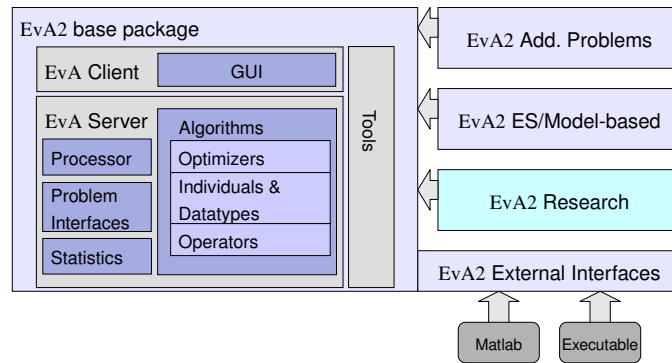 EvA2 base package
EvA Client
GUI
EvA Server
Processor
Problem
Interfaces
Statistics
Algorithms
Optimizers
Individuals &
Datatypes
Operators
Tools
EvA2 Add. Problems
EvA2 ES/Model-based
EvA2 Research
EvA2 External Interfaces
Matlab
Executable